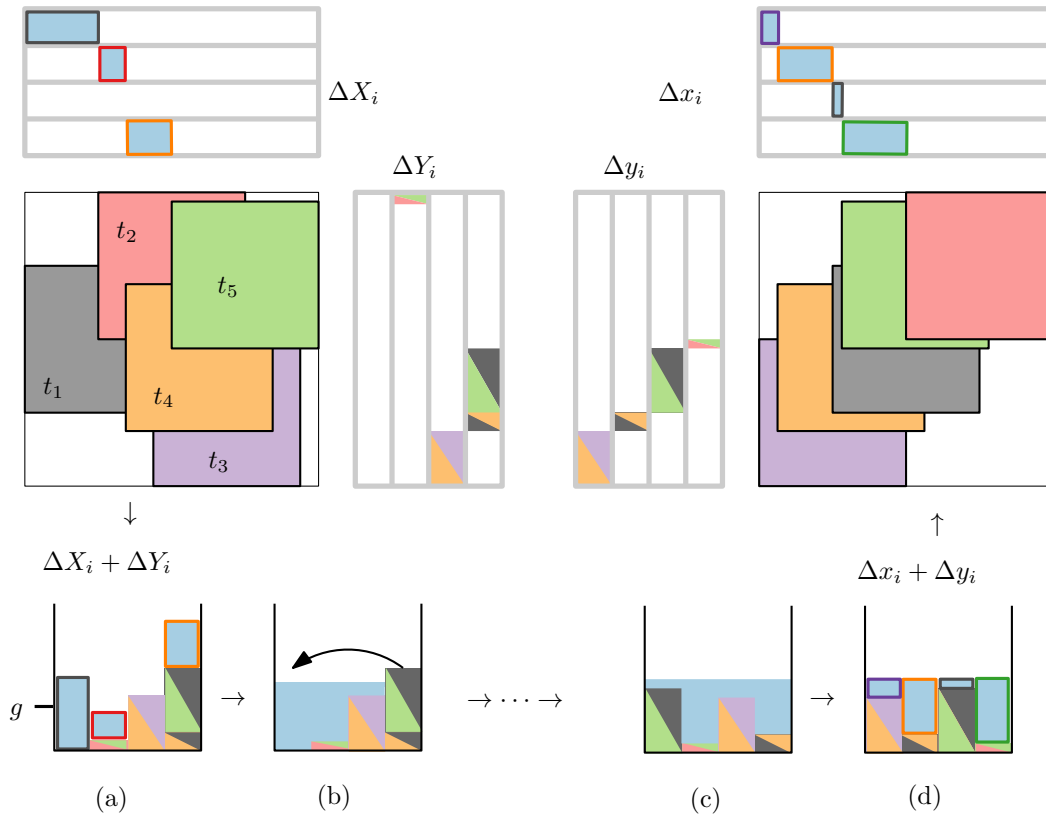 ΔX_i
Δx_i
ΔY_i
Δy_i
t_2
t_5
t_1
t_4
t_3
↓
↑
ΔX_i + ΔY_i
Δx_i + Δy_i
g
→
→ ⋯ →
→
(a)
(b)
(c)
(d)